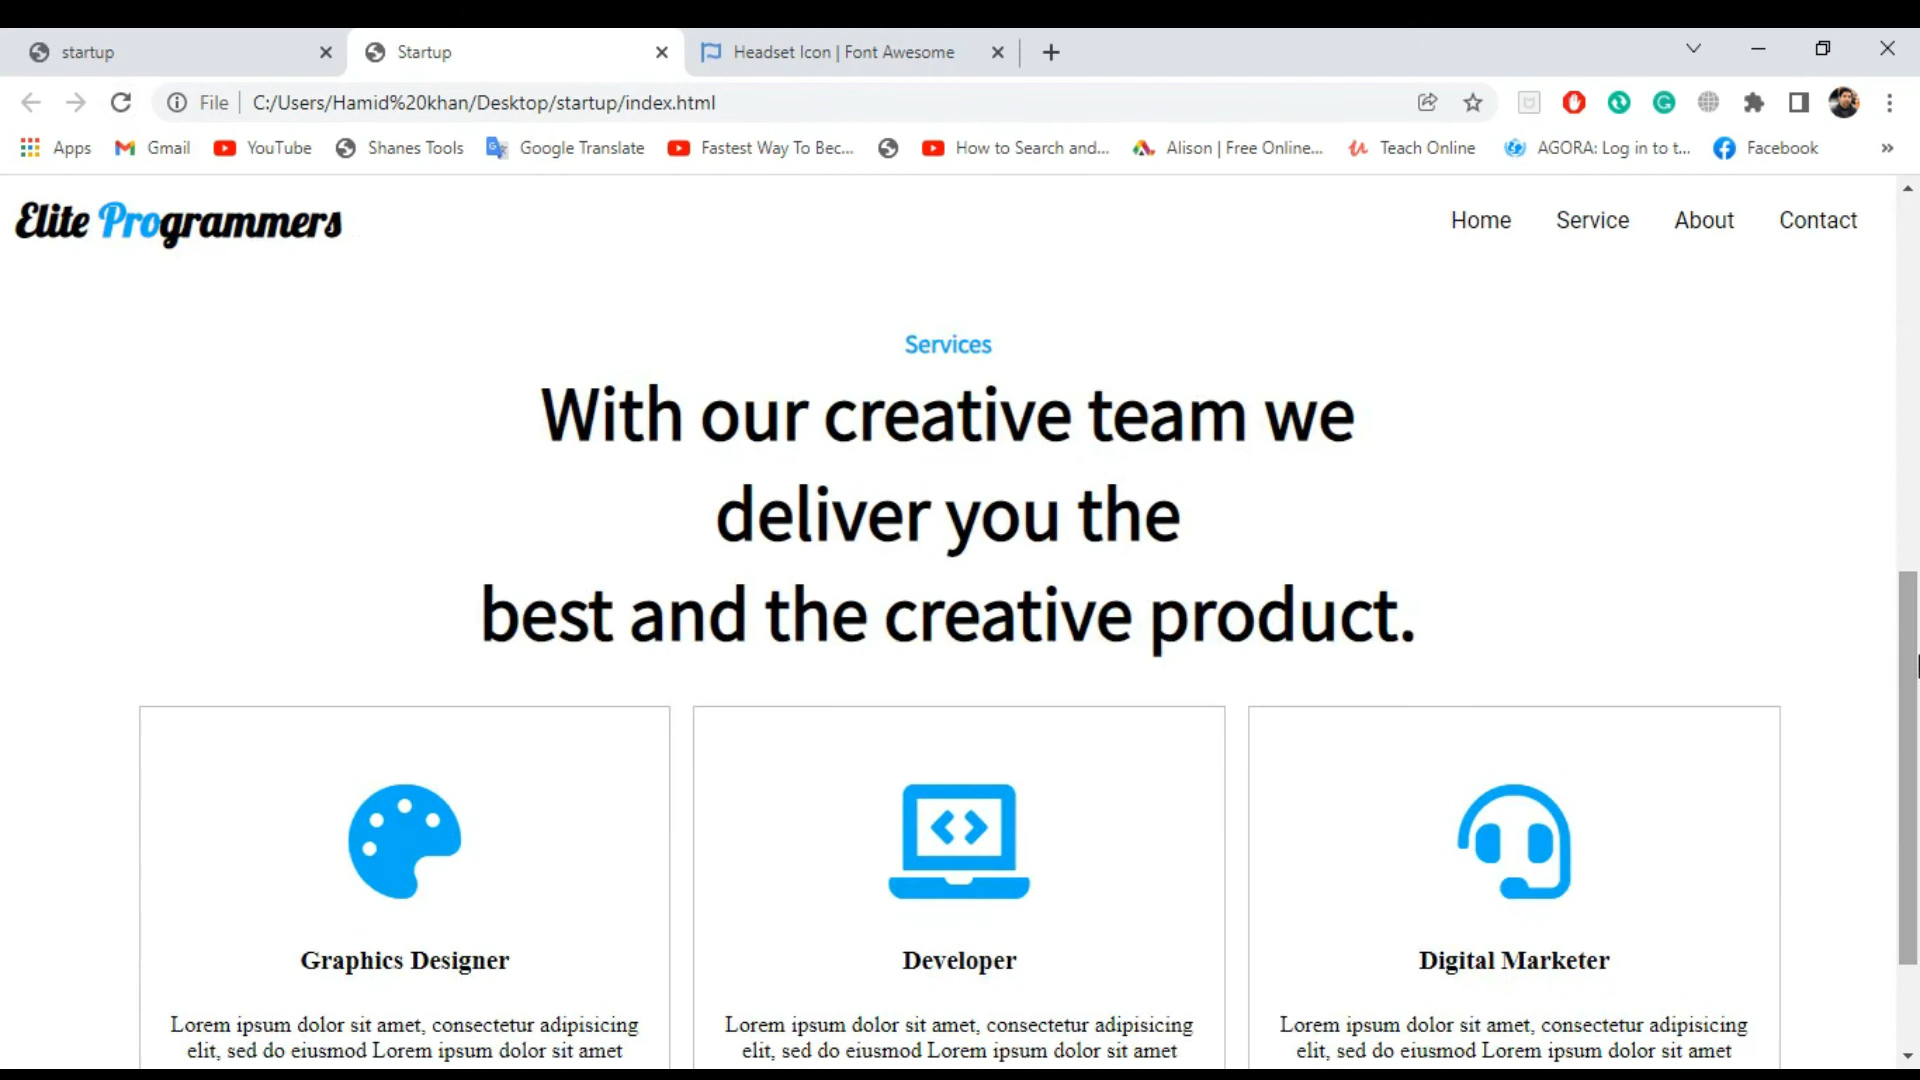 startup
Startup
Headset Icon | Font Awesome
File
C:/Users/Hamid%20khan/Desktop/startup/index.html
Apps
Gmail
YouTube
Shanes Tools
Google Translate
Fastest Way To Bec...
How to Search and...
Alison | Free Online...
Teach Online
AGORA: Log in to t...
Facebook
»
Elite Programmers
Home
Service
About
Contact
Services
With our creative team we
deliver you the
best and the creative product.
Graphics Designer
Lorem ipsum dolor sit amet, consectetur adipisicing
elit, sed do eiusmod Lorem ipsum dolor sit amet
Developer
Lorem ipsum dolor sit amet, consectetur adipisicing
elit, sed do eiusmod Lorem ipsum dolor sit amet
Digital Marketer
Lorem ipsum dolor sit amet, consectetur adipisicing
elit, sed do eiusmod Lorem ipsum dolor sit amet